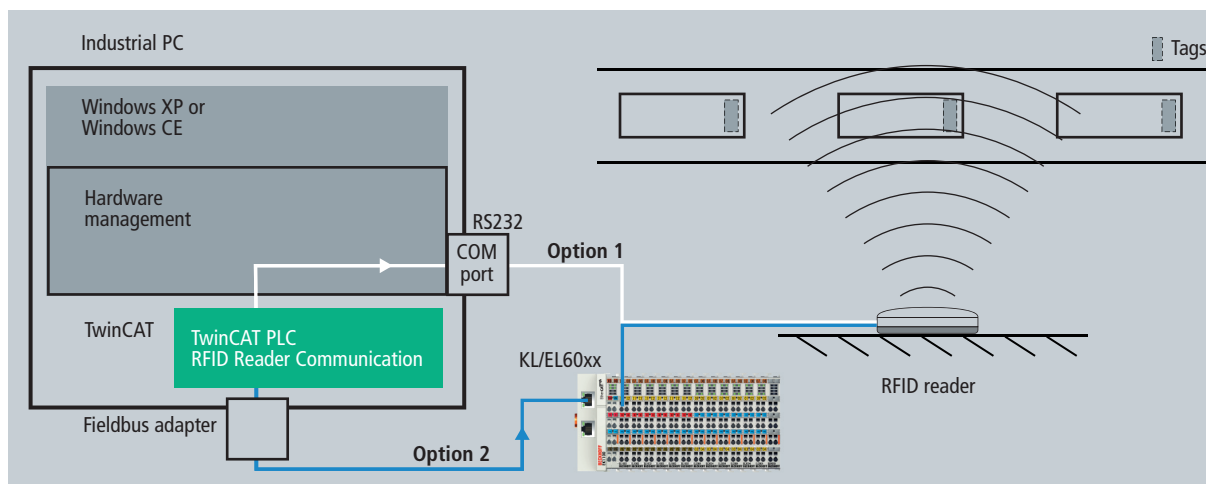 Industrial PC
Tags
Windows XP or
Windows CE
Hardware
management
RS232
COM
port
Option 1
TwinCAT
TwinCAT PLC
RFID Reader Communication
KL/EL60xx
RFID reader
Fieldbus adapter
Option 2
BECKHOFF